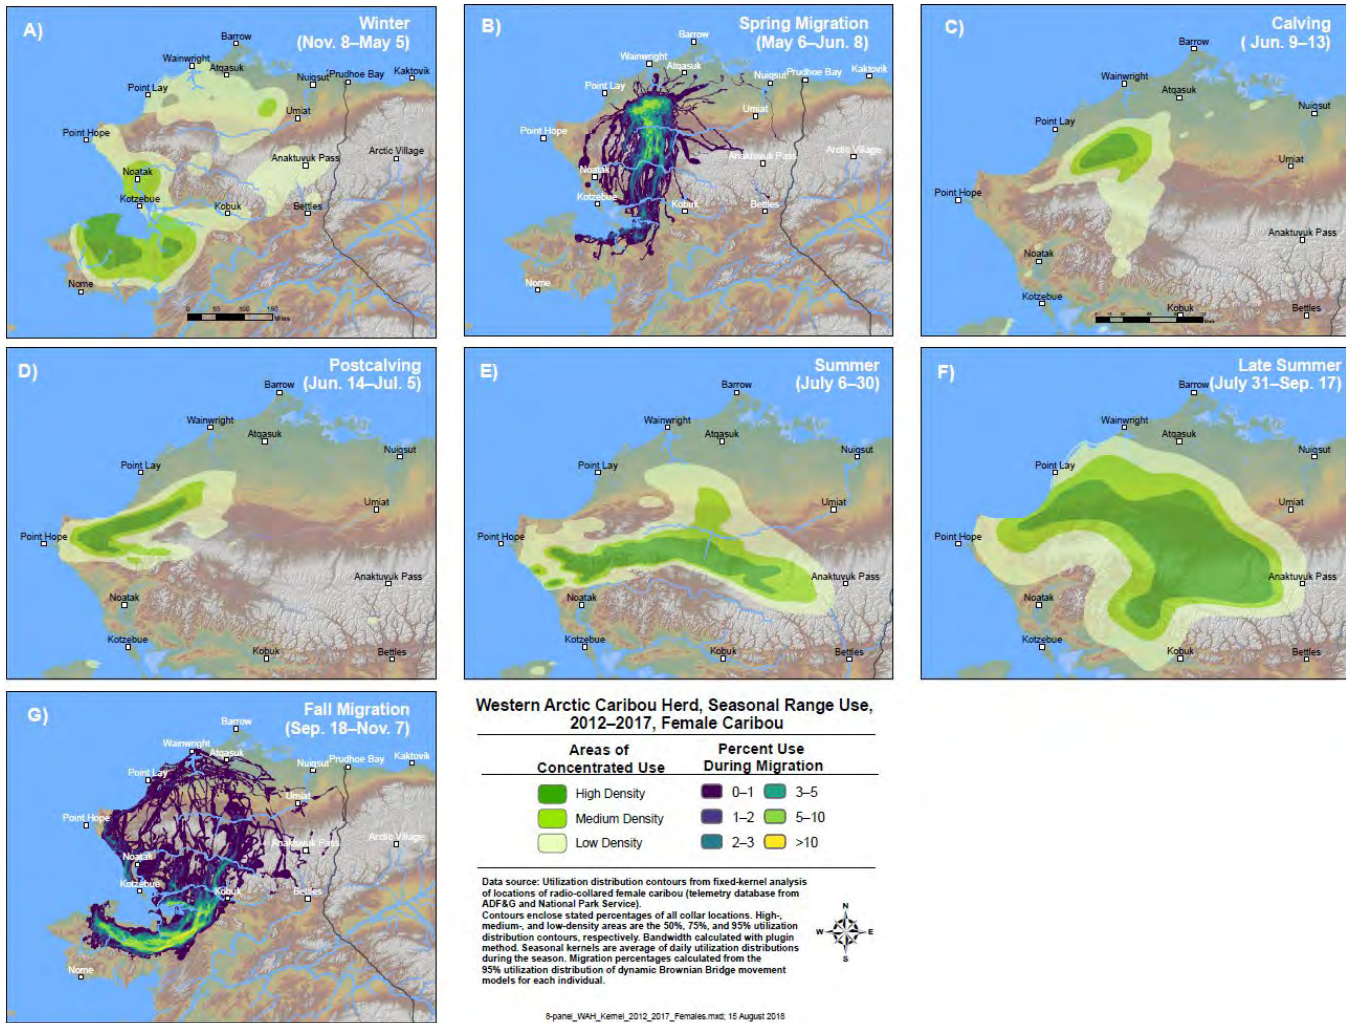 A)
Winter
(Nov. 8–May 5)
Barrow
Wainwright
Atqasuk
Nuiqsut
Prudhoe Bay
Kaktovik
Point Lay
Umiat
Point Hope
Anaktuvuk Pass
Arctic Village
Noatak
Kotzebue
Kobuk
Bettles
Nome
0 25 50 100 150
Miles
B)
Spring Migration
(May 6–Jun. 8)
Barrow
Wainwright
Atqasuk
Nuiqsut
Prudhoe Bay
Kaktovik
Point Lay
Umiat
Point Hope
Anaktuvuk Pass
Arctic Village
Noatak
Kotzebue
Kobuk
Bettles
Nome
C)
Calving
( Jun. 9–13)
Barrow
Wainwright
Atqasuk
Nuiqsut
Point Lay
Umiat
Point Hope
Anaktuvuk Pass
Noatak
Kotzebue
Kobuk
Bettles
D)
Postcalving
(Jun. 14–Jul. 5)
Barrow
Wainwright
Atqasuk
Nuiqsut
Point Lay
Umiat
Point Hope
Anaktuvuk Pass
Noatak
Kotzebue
Kobuk
Bettles
E)
Summer
(July 6–30)
Barrow
Wainwright
Atqasuk
Nuiqsut
Point Lay
Umiat
Point Hope
Anaktuvuk Pass
Noatak
Kotzebue
Kobuk
Bettles
F)
Late Summer
(July 31–Sep. 17)
Barrow
Wainwright
Atqasuk
Nuiqsut
Point Lay
Umiat
Point Hope
Anaktuvuk Pass
Noatak
Kotzebue
Kobuk
Bettles
G)
Fall Migration
(Sep. 18–Nov. 7)
Barrow
Wainwright
Atqasuk
Nuiqsut
Prudhoe Bay
Kaktovik
Point Lay
Umiat
Point Hope
Anaktuvuk Pass
Arctic Village
Noatak
Kotzebue
Kobuk
Bettles
Nome
Western Arctic Caribou Herd, Seasonal Range Use,
2012–2017, Female Caribou
Areas of
Concentrated Use
High Density
Medium Density
Low Density
Percent Use
During Migration
0–1
3–5
1–2
5–10
2–3
>10
Data source: Utilization distribution contours from fixed-kernel analysis
of locations of radio-collared female caribou (telemetry database from
ADF&G and National Park Service).
Contours enclose stated percentages of all collar locations. High-,
medium-, and low-density areas are the 50%, 75%, and 95% utilization
distribution contours, respectively. Bandwidth calculated with plugin
method. Seasonal kernels are average of daily utilization distributions
during the season. Migration percentages calculated from the
95% utilization distribution of dynamic Brownian Bridge movement
models for each individual.
N
W
E
S
8-panel_WAH_Kernel_2012_2017_Females.mxd; 15 August 2018